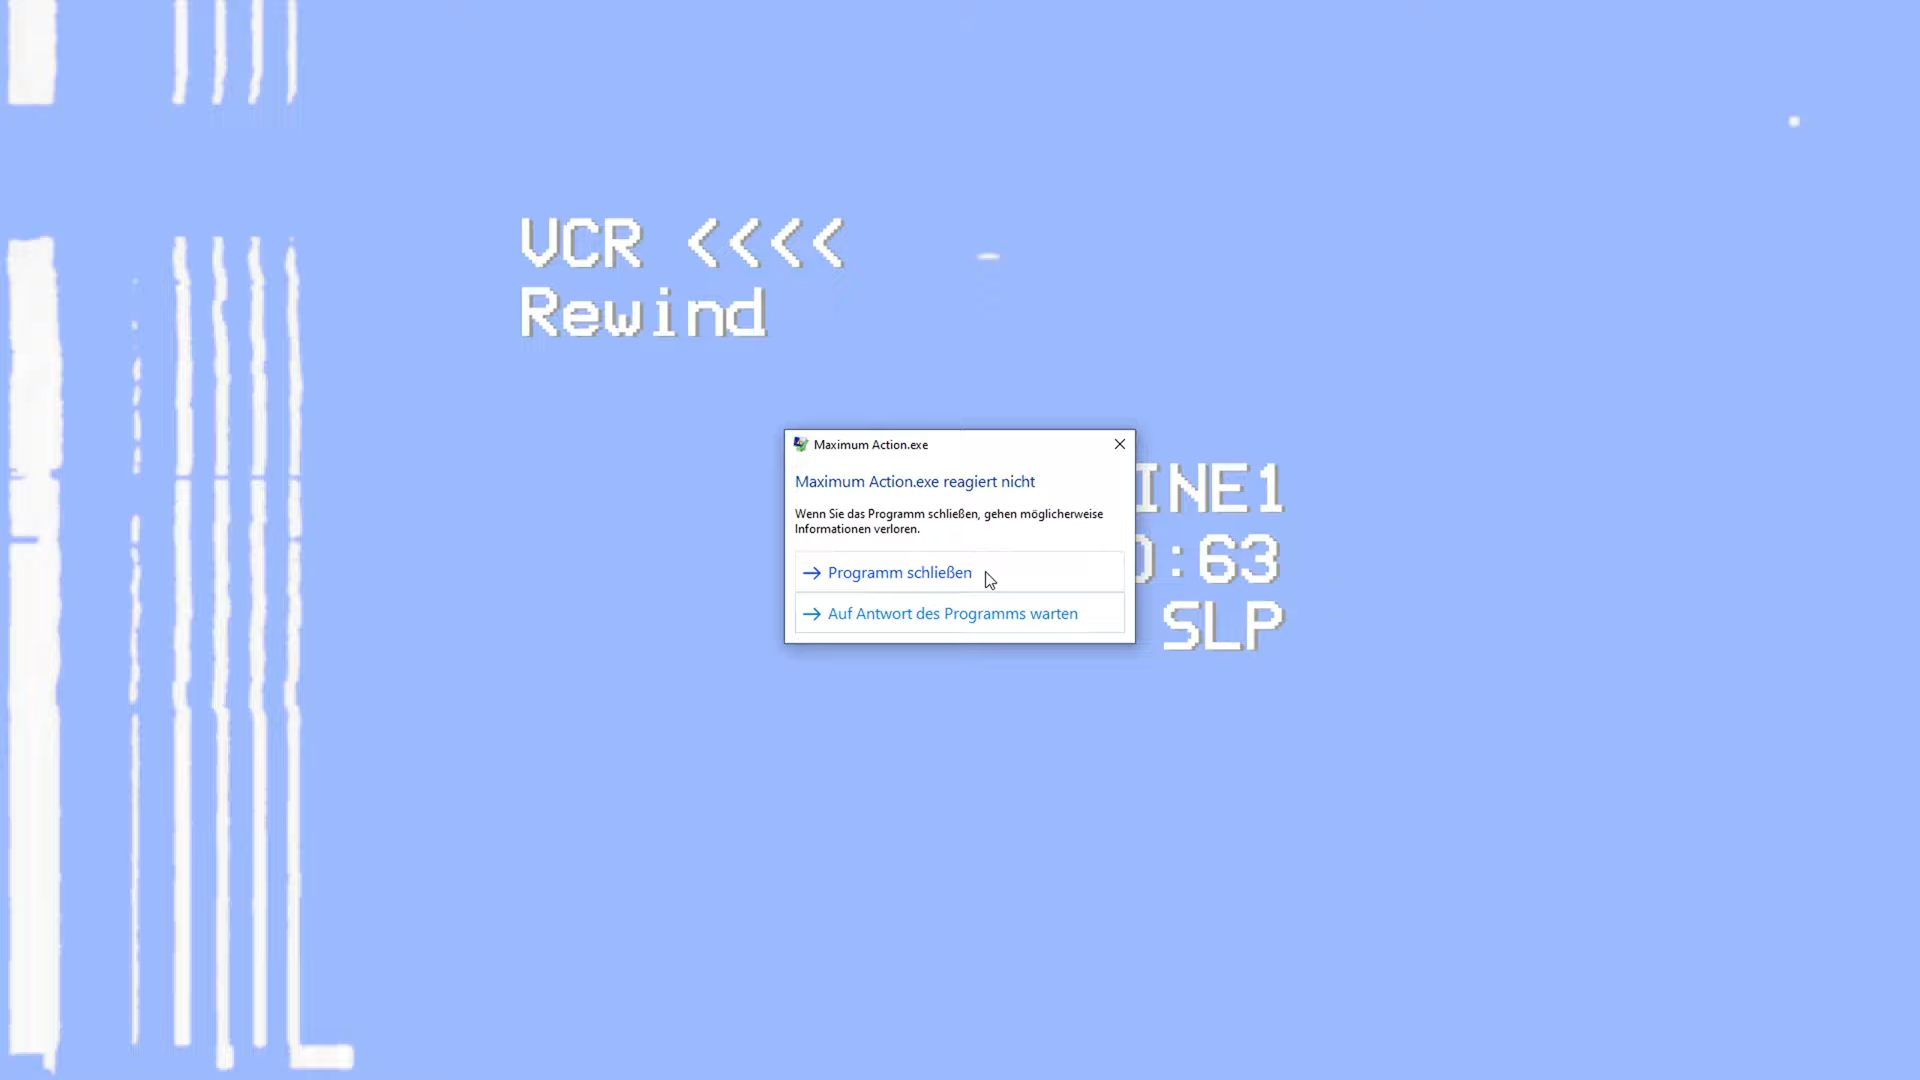 VCR <<<<
Rewind
Maximum Action.exe
Maximum Action.exe reagiert nicht
Wenn Sie das Programm schließen, gehen möglicherweise
Informationen verloren.
→ Programm schließen
→ Auf Antwort des Programms warten
INE1
0:63
SLP